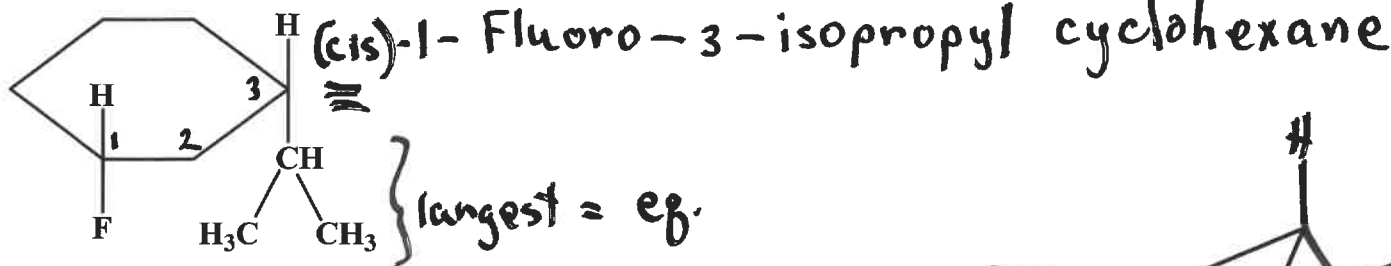 H (cis)-1-Fluoro-3-isopropyl cyclohexane
H 3
1 2
CH H
F H₃C CH₃ } largest = eq.